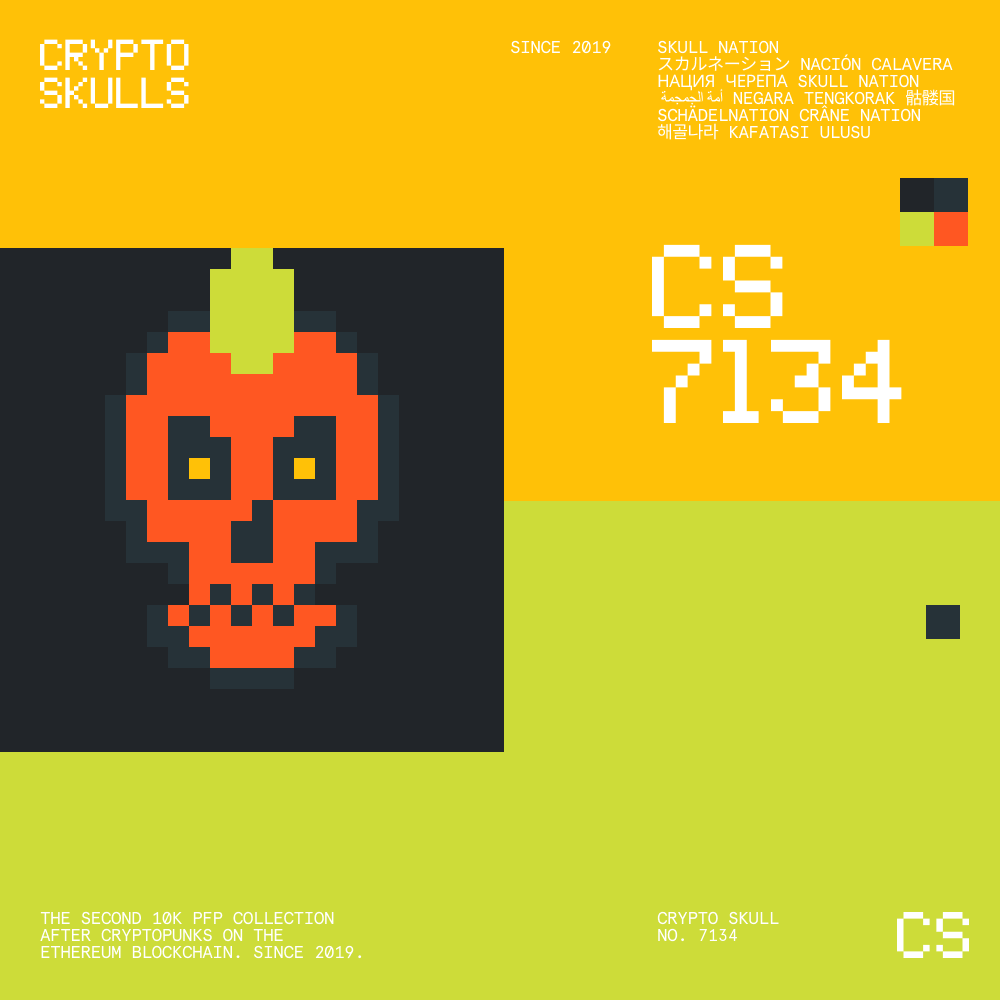 CRYPTO
SKULLS
SINCE 2019
SKULL NATION
スカルネーション NACIÓN CALAVERA
НАЦИЯ ЧЕРЕПА SKULL NATION
أمة الجمجمة NEGARA TENGKORAK 骷髅国
SCHÄDELNATION CRÂNE NATION
해골나라 KAFATASI ULUSU
CS
7134
THE SECOND 10K PFP COLLECTION
AFTER CRYPTOPUNKS ON THE
ETHEREUM BLOCKCHAIN. SINCE 2019.
CRYPTO SKULL
NO. 7134
CS